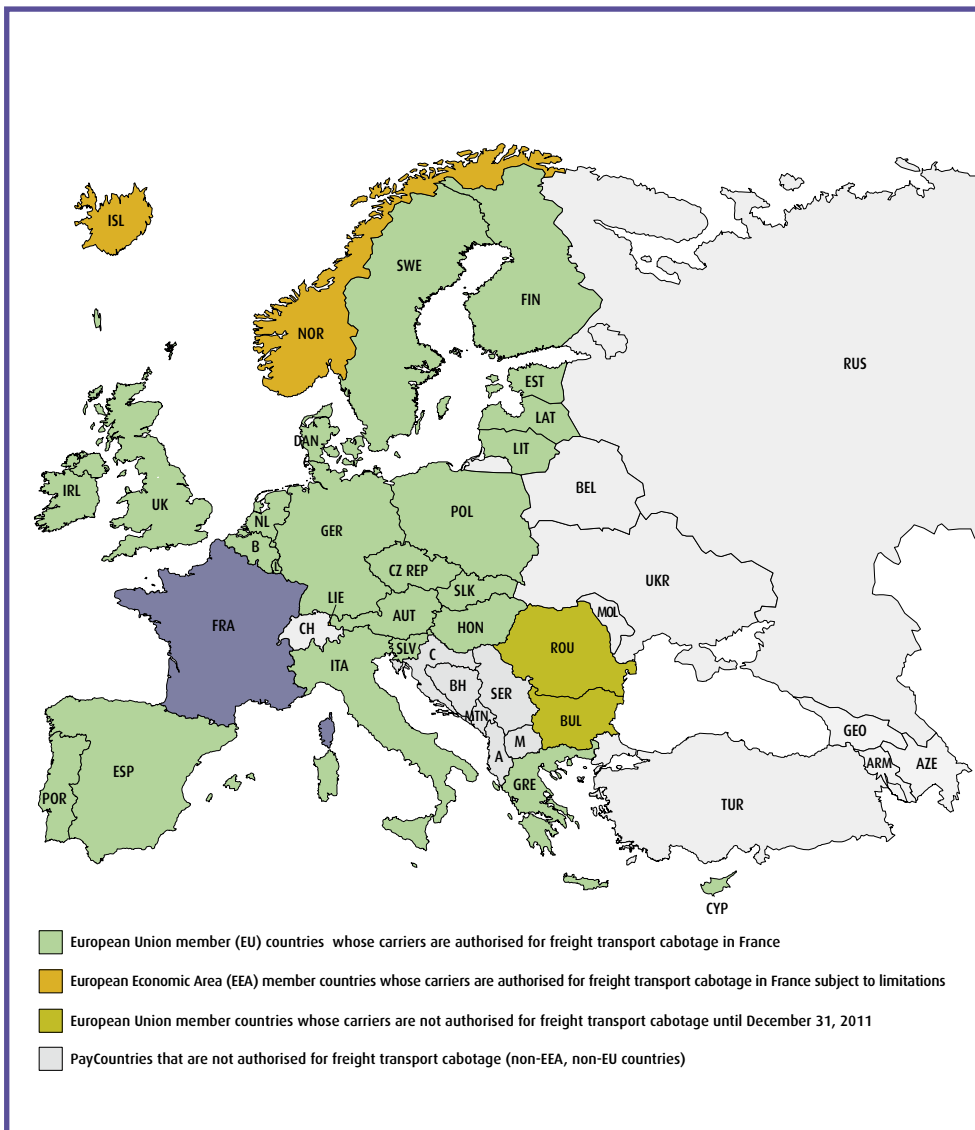 ISL
SWE
FIN
NOR
RUS
EST
LAT
DAN
LIT
BEL
IRL
UK
NL
GER
POL
B
L
CZ REP
UKR
SLK
LIE
AUT
MOL
FRA
CH
HON
SLV
ROU
ITA
C
BH
SER
MTN
BUL
M
GEO
A
ARM
AZE
ESP
GRE
POR
TUR
CYP
European Union member (EU) countries whose carriers are authorised for freight transport cabotage in France
European Economic Area (EEA) member countries whose carriers are authorised for freight transport cabotage in France subject to limitations
European Union member countries whose carriers are not authorised for freight transport cabotage until December 31, 2011
PayCountries that are not authorised for freight transport cabotage (non-EEA, non-EU countries)